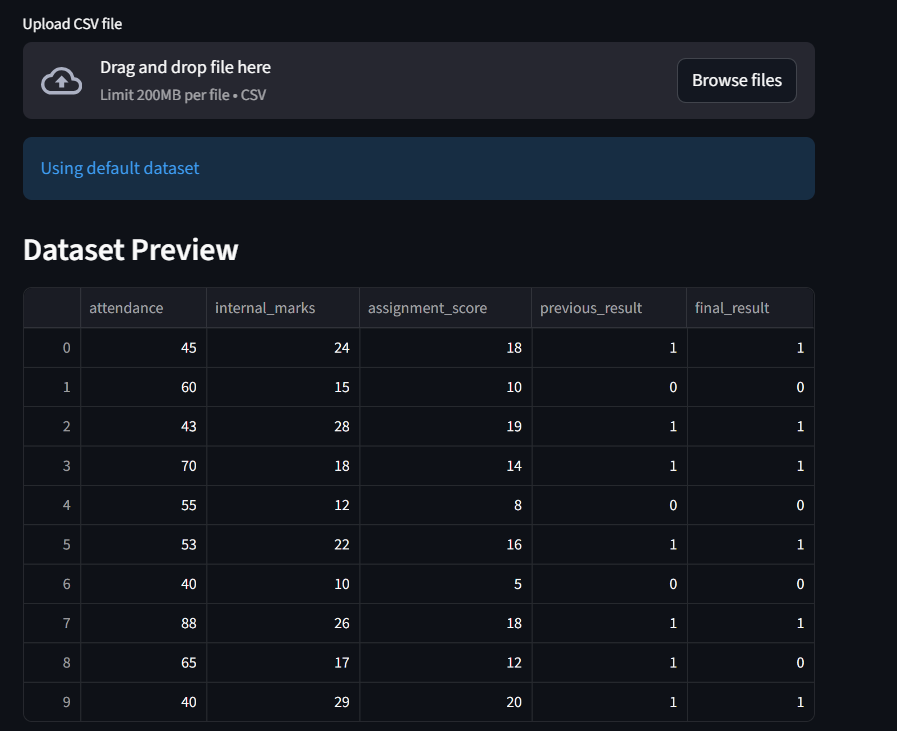 Upload CSV file
Drag and drop file here
Limit 200MB per file • CSV
Browse files
Using default dataset
Dataset Preview
attendance internal_marks assignment_score previous_result final_result
0 45 24 18 1 1
1 60 15 10 0 0
2 43 28 19 1 1
3 70 18 14 1 1
4 55 12 8 0 0
5 53 22 16 1 1
6 40 10 5 0 0
7 88 26 18 1 1
8 65 17 12 1 0
9 40 29 20 1 1